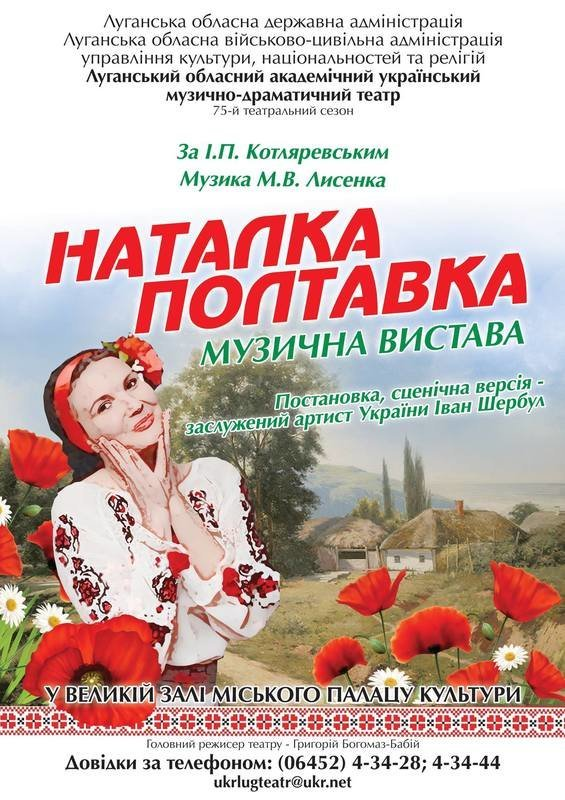 Луганська обласна державна адміністрація
Луганська обласна військово-цивільна адміністрація
управління культури, національностей та релігій
Луганський обласний академічний український
музично-драматичний театр
75-й театральний сезон
За І.П. Котляревським
Музика М.В. Лисенка
НАТАЛКА
ПОЛТАВКА
МУЗИЧНА ВИСТАВА
Постановка, сценічна версія -
заслужений артист України Іван Шербул
У ВЕЛИКІЙ ЗАЛІ МІСЬКОГО ПАЛАЦУ КУЛЬТУРИ
Головний режисер театру - Григорій Богомаз-Бабій
Довідки за телефоном: (06452) 4-34-28; 4-34-44
ukrlugteatr@ukr.net